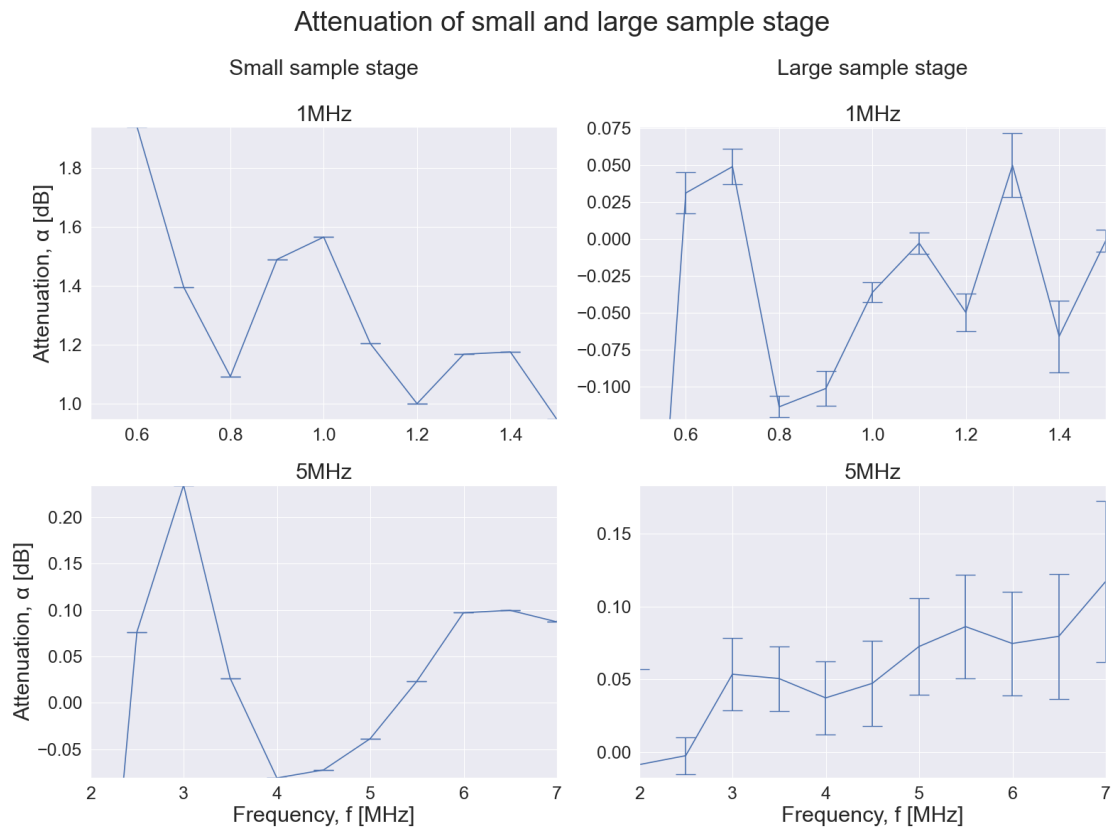 Attenuation of small and large sample stage
Small sample stage
Large sample stage
1MHz
1MHz
Attenuation, α [dB]
1.8
1.6
1.4
1.2
1.0
0.6 0.8 1.0 1.2 1.4
0.075
0.050
0.025
0.000
−0.025
−0.050
−0.075
−0.100
0.6 0.8 1.0 1.2 1.4
5MHz
5MHz
Attenuation, α [dB]
0.20
0.15
0.10
0.05
0.00
−0.05
2 3 4 5 6 7
Frequency, f [MHz]
0.15
0.10
0.05
0.00
2 3 4 5 6 7
Frequency, f [MHz]